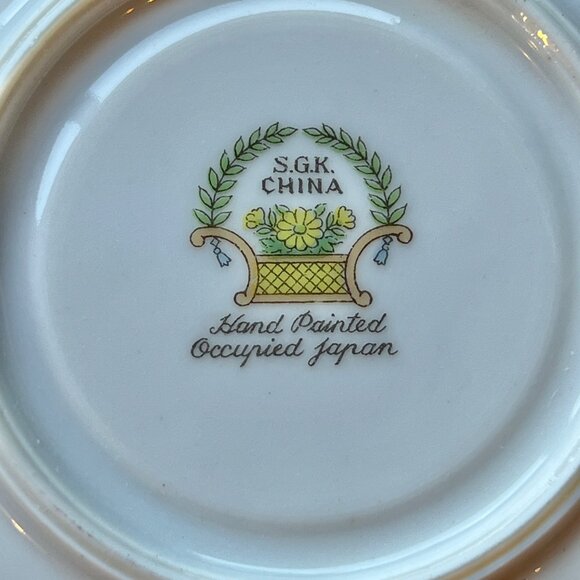 S.G.K.
CHINA
Hand Painted
Occupied Japan